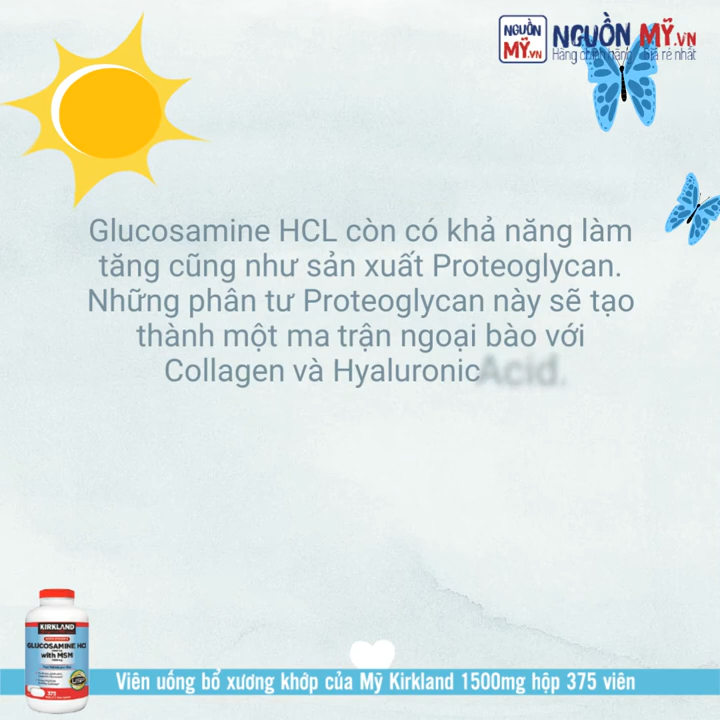 NGUỒN MỸ.VN
NGUỒN MỸ.VN
Glucosamine HCL còn có khả năng làm
tăng cũng như sản xuất Proteoglycan.
Những phân tư Proteoglycan này sẽ tạo
thành một ma trận ngoại bào với
Collagen và Hyaluronic Acid.
KIRKLAND
GLUCOSAMINE HCl
with MSM
375
Viên uống bổ xương khớp của Mỹ Kirkland 1500mg hộp 375 viên